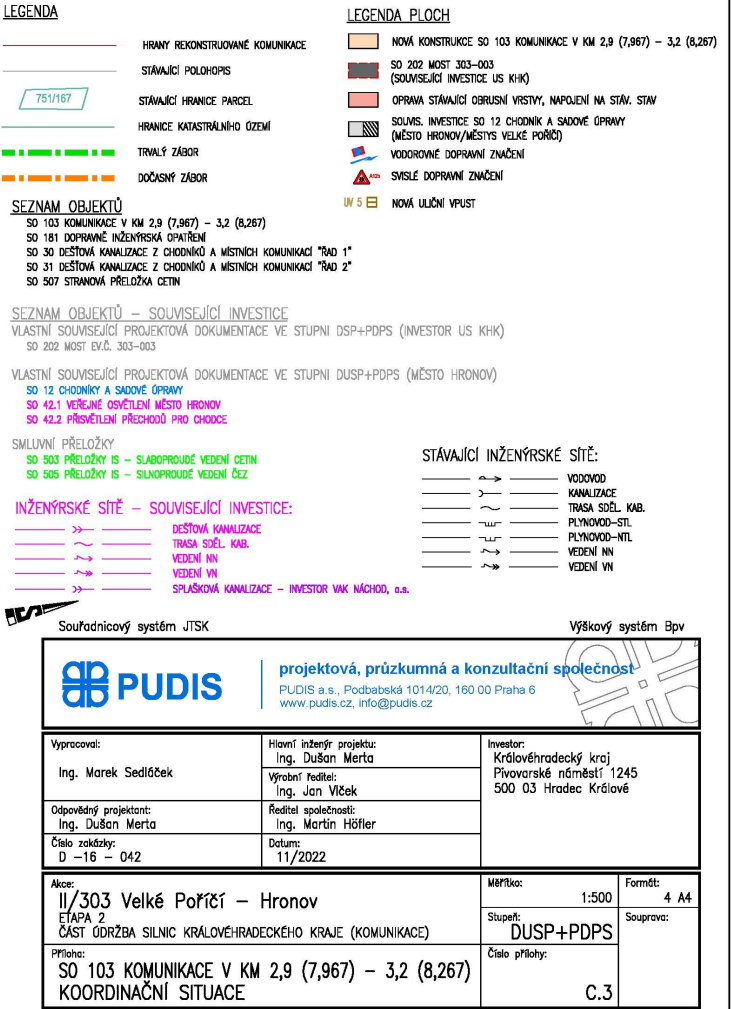 LEGENDA
HRANY REKONSTRUOVANÉ KOMUNIKACE
STÁVAJÍCÍ POLOHOPIS
751/167
STÁVAJÍCÍ HRANICE PARCEL
HRANICE KATASTRÁLNÍHO ÚZEMÍ
TRVALÝ ZÁBOR
DOČASNÝ ZÁBOR
LEGENDA PLOCH
NOVÁ KONSTRUKCE SO 103 KOMUNIKACE V KM 2,9 (7,967) – 3,2 (8,267)
SO 202 MOST 303-003
(SOUVISEJÍCÍ INVESTICE US KHK)
OPRAVA STÁVAJÍCÍ OBRUSNÍ VRSTVY, NAPOJENÍ NA STÁV. STAV
SOUVIS. INVESTICE SO 12 CHODNÍK A SADOVÉ ÚPRAVY
(MĚSTO HRONOV/MĚSTYS VELKÉ POŘÍČÍ)
VODOROVNÉ DOPRAVNÍ ZNAČENÍ
SVISLÉ DOPRAVNÍ ZNAČENÍ
UV 5
NOVÁ ULIČNÍ VPUST
SEZNAM OBJEKTŮ
SO 103 KOMUNIKACE V KM 2,9 (7,967) – 3,2 (8,267)
SO 181 DOPRAVNĚ INŽENÝRSKÁ OPATŘENÍ
SO 30 DEŠŤOVÁ KANALIZACE Z CHODNÍKŮ A MÍSTNÍCH KOMUNIKACÍ "ŘAD 1"
SO 31 DEŠŤOVÁ KANALIZACE Z CHODNÍKŮ A MÍSTNÍCH KOMUNIKACÍ "ŘAD 2"
SO 507 STRANOVÁ PŘELOŽKA CETIN
SEZNAM OBJEKTŮ – SOUVISEJÍCÍ INVESTICE
VLASTNÍ SOUVISEJÍCÍ PROJEKTOVÁ DOKUMENTACE VE STUPNI DSP+PDPS (INVESTOR US KHK)
SO 202 MOST EV.Č. 303-003
VLASTNÍ SOUVISEJÍCÍ PROJEKTOVÁ DOKUMENTACE VE STUPNI DUSP+PDPS (MĚSTO HRONOV)
SO 12 CHODNÍKY A SADOVÉ ÚPRAVY
SO 42.1 VEŘEJNÉ OSVĚTLENÍ MĚSTO HRONOV
SO 42.2 PŘISVĚTLENÍ PŘECHODŮ PRO CHODCE
SMLUVNÍ PŘELOŽKY
SO 503 PŘELOŽKY IS – SLABOPROUDÉ VEDENÍ CETIN
SO 505 PŘELOŽKY IS – SILNOPROUDÉ VEDENÍ ČEZ
INŽENÝRSKÉ SÍTĚ – SOUVISEJÍCÍ INVESTICE:
DEŠŤOVÁ KANALIZACE
TRASA SDĚL. KAB.
VEDENÍ NN
VEDENÍ VN
SPLAŠKOVÁ KANALIZACE – INVESTOR VAK NÁCHOD, a.s.
STÁVAJÍCÍ INŽENÝRSKÉ SÍTĚ:
VODOVOD
KANALIZACE
TRASA SDĚL. KAB.
PLYNOVOD-STL
PLYNOVOD-NTL
VEDENÍ NN
VEDENÍ VN
Souřadnicový systém JTSK
Výškový systém Bpv
PUDIS
projektová, průzkumná a konzultační společnost
PUDIS a.s., Podbabská 1014/20, 160 00 Praha 6
www.pudis.cz, info@pudis.cz
Vypracoval:
Ing. Marek Sedláček
Hlavní inženýr projektu:
Ing. Dušan Merta
Výrobní ředitel:
Ing. Jan Vlček
Investor:
Královéhradecký kraj
Pivovarské náměstí 1245
500 03 Hradec Králové
Odpovědný projektant:
Ing. Dušan Merta
Ředitel společnosti:
Ing. Martin Höfler
Číslo zakázky:
D -16 - 042
Datum:
11/2022
Akce:
II/303 Velké Poříčí – Hronov
ETAPA 2
ČÁST ÚDRŽBA SILNIC KRÁLOVÉHRADECKÉHO KRAJE (KOMUNIKACE)
Měřítko:
1:500
Formát:
4 A4
Stupeň:
DUSP+PDPS
Souprava:
Příloha:
SO 103 KOMUNIKACE V KM 2,9 (7,967) – 3,2 (8,267)
KOORDINAČNÍ SITUACE
Číslo přílohy:
C.3